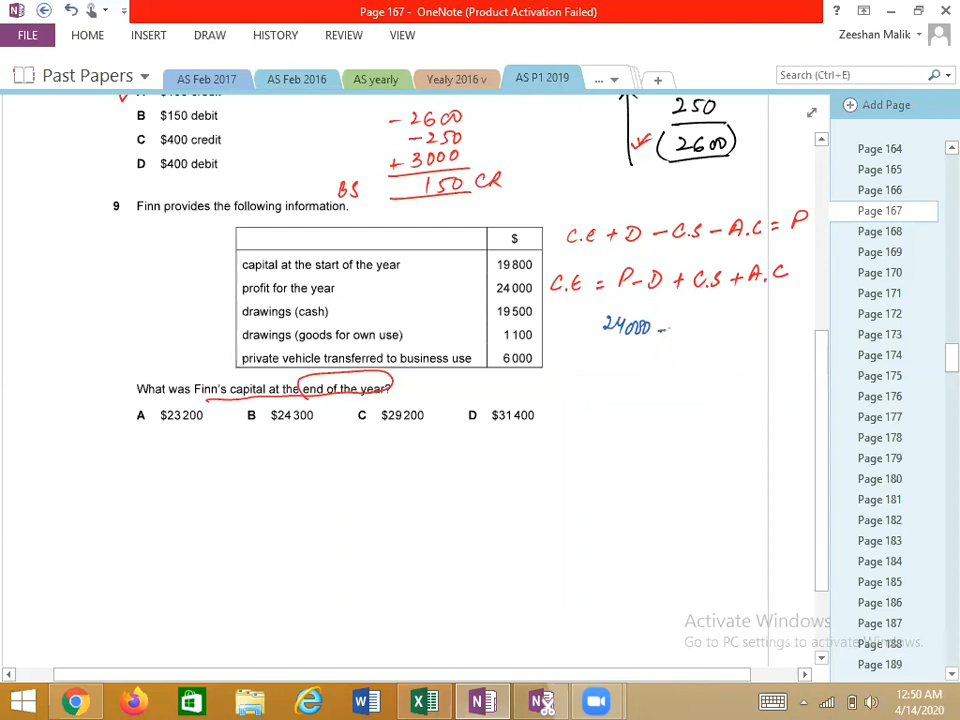 Page 167 - OneNote (Product Activation Failed)
FILE HOME INSERT DRAW HISTORY REVIEW VIEW
Zeeshan Malik
Past Papers
AS Feb 2017 AS Feb 2016 AS yearly Yealy 2016 v AS P1 2019 ...
Search (Ctrl+E)
Add Page
B $150 debit
C $400 credit
D $400 debit
- 2600
- 250
+ 3000
BS 150 CR
250
(2600)
9 Finn provides the following information.
$
capital at the start of the year 19 800
profit for the year 24 000
drawings (cash) 19 500
drawings (goods for own use) 1 100
private vehicle transferred to business use 6 000
What was Finn's capital at the end of the year?
A $23 200 B $24 300 C $29 200 D $31 400
C.E + D - C.S - A.C = P
C.E = P - D + C.S + A.C
24000 -
Page 164
Page 165
Page 166
Page 167
Page 168
Page 169
Page 170
Page 171
Page 172
Page 173
Page 174
Page 175
Page 176
Page 177
Page 178
Page 179
Page 180
Page 181
Page 182
Page 183
Page 184
Page 185
Page 186
Page 187
Page 188
Page 189
Activate Windows
Go to PC settings to activate Windows.
12:50 AM
4/14/2020